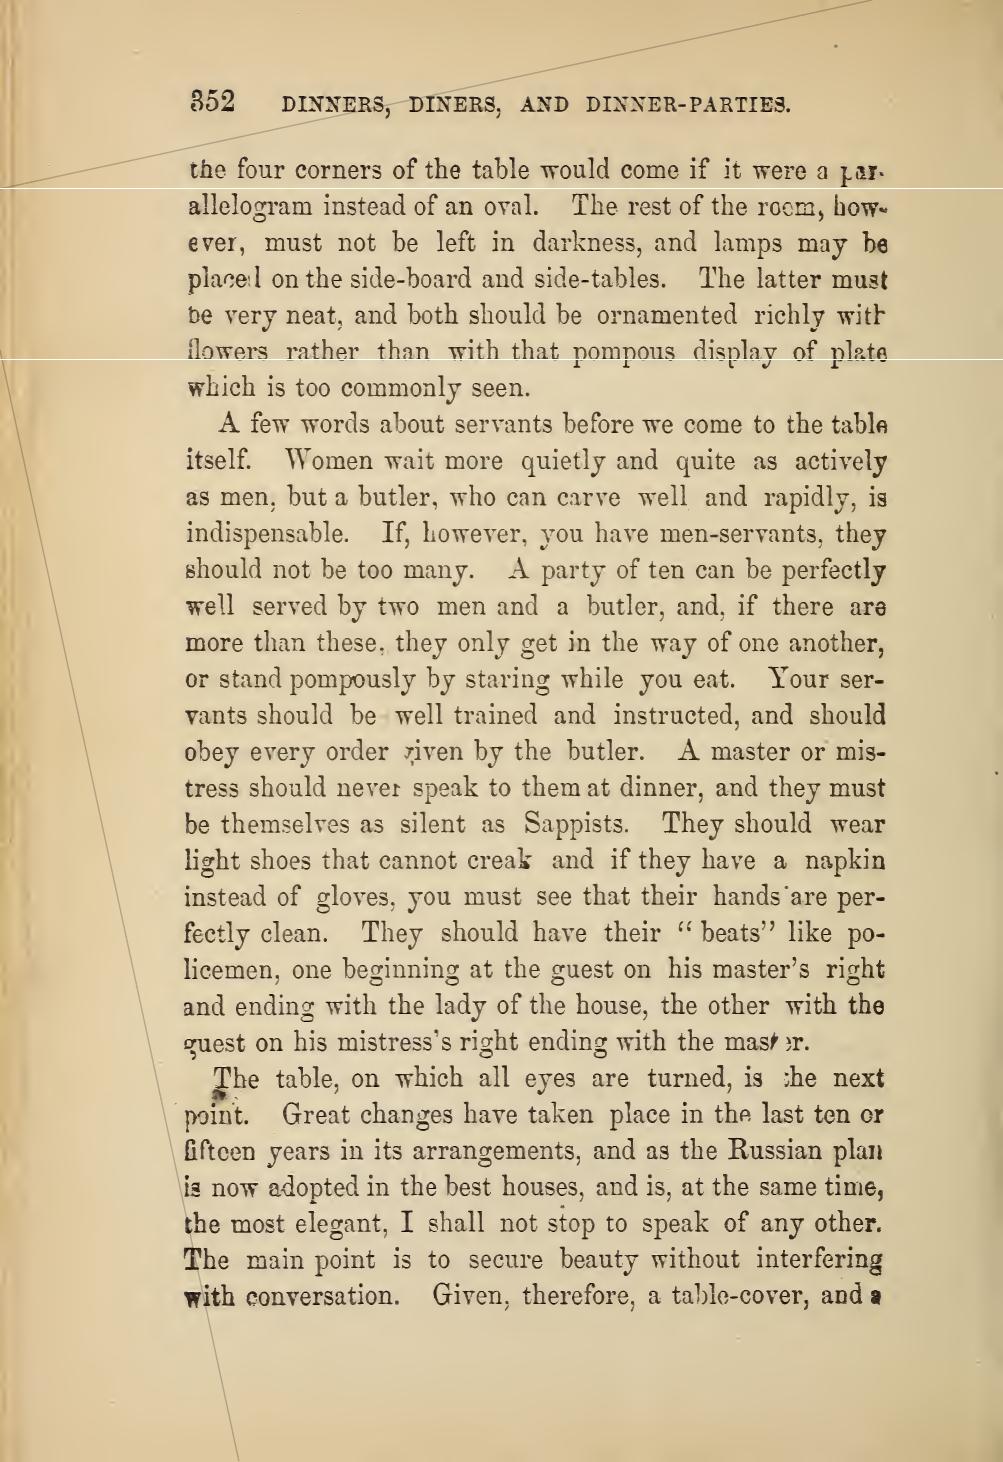 352 DINNERS, DINERS, AND DINNER-PARTIES.
the four corners of the table would come if it were a par-
allelogram instead of an oval. The rest of the room, how-
ever, must not be left in darkness, and lamps may be
placed on the side-board and side-tables. The latter must
be very neat, and both should be ornamented richly with
flowers rather than with that pompous display of plate
which is too commonly seen.
A few words about servants before we come to the table
itself. Women wait more quietly and quite as actively
as men, but a butler, who can carve well and rapidly, is
indispensable. If, however, you have men-servants, they
should not be too many. A party of ten can be perfectly
well served by two men and a butler, and, if there are
more than these, they only get in the way of one another,
or stand pompously by staring while you eat. Your ser-
vants should be well trained and instructed, and should
obey every order given by the butler. A master or mis-
tress should never speak to them at dinner, and they must
be themselves as silent as Sappists. They should wear
light shoes that cannot creak and if they have a napkin
instead of gloves, you must see that their hands are per-
fectly clean. They should have their “ beats” like po-
licemen, one beginning at the guest on his master's right
and ending with the lady of the house, the other with the
guest on his mistress's right ending with the master.
The table, on which all eyes are turned, is the next
point. Great changes have taken place in the last ten or
fifteen years in its arrangements, and as the Russian plan
is now adopted in the best houses, and is, at the same time,
the most elegant, I shall not stop to speak of any other.
The main point is to secure beauty without interfering
with conversation. Given, therefore, a table-cover, and a